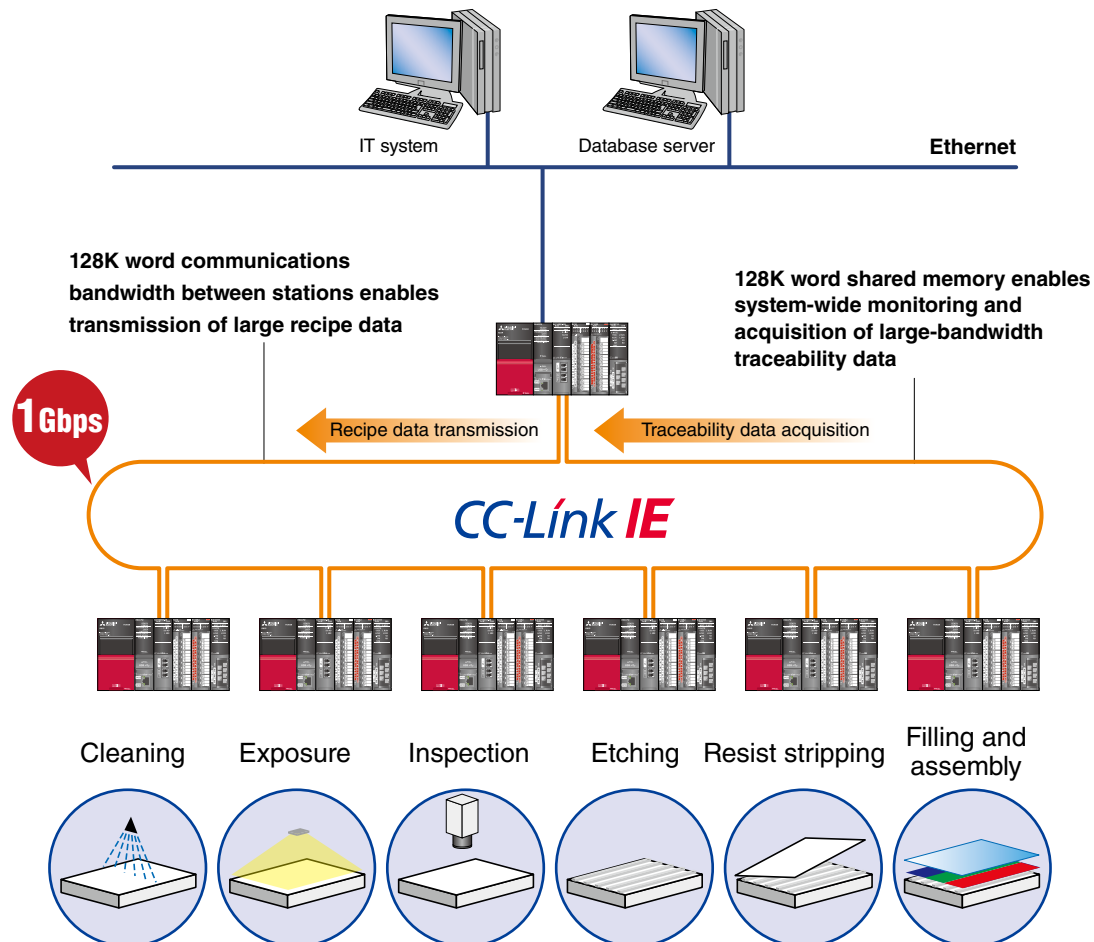 IT system
Database server
Ethernet
128K word communications
bandwidth between stations enables
transmission of large recipe data
128K word shared memory enables
system-wide monitoring and
acquisition of large-bandwidth
traceability data
1Gbps
Recipe data transmission
Traceability data acquisition
CC-Link IE
Cleaning
Exposure
Inspection
Etching
Resist stripping
Filling and
assembly